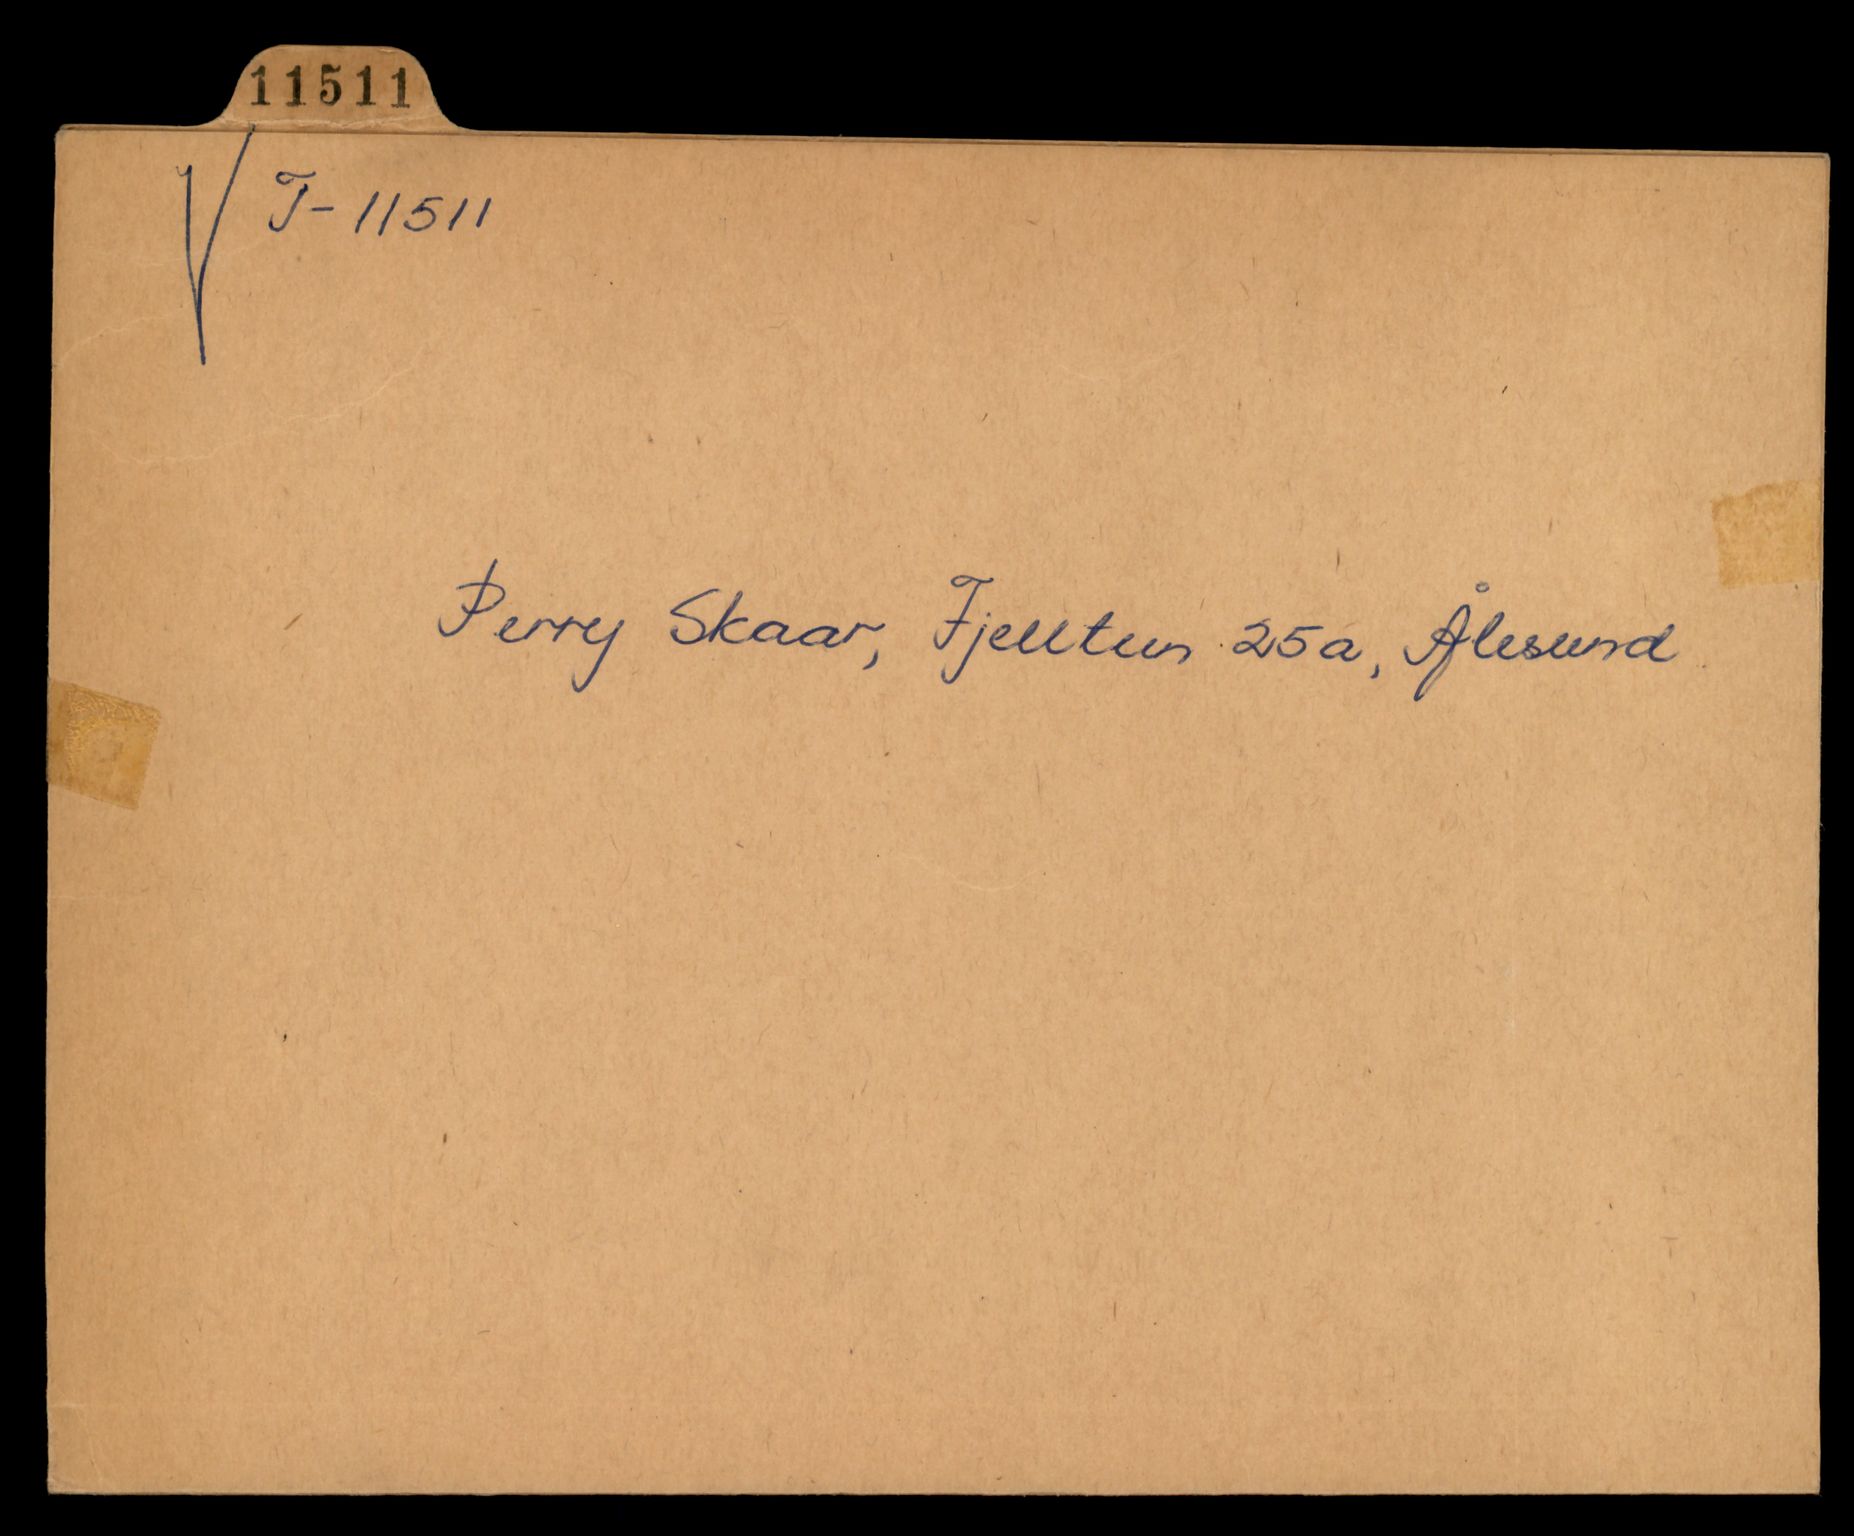 11511
T-11511
Perry Skaar, Fjelltun 25a, Ålesund